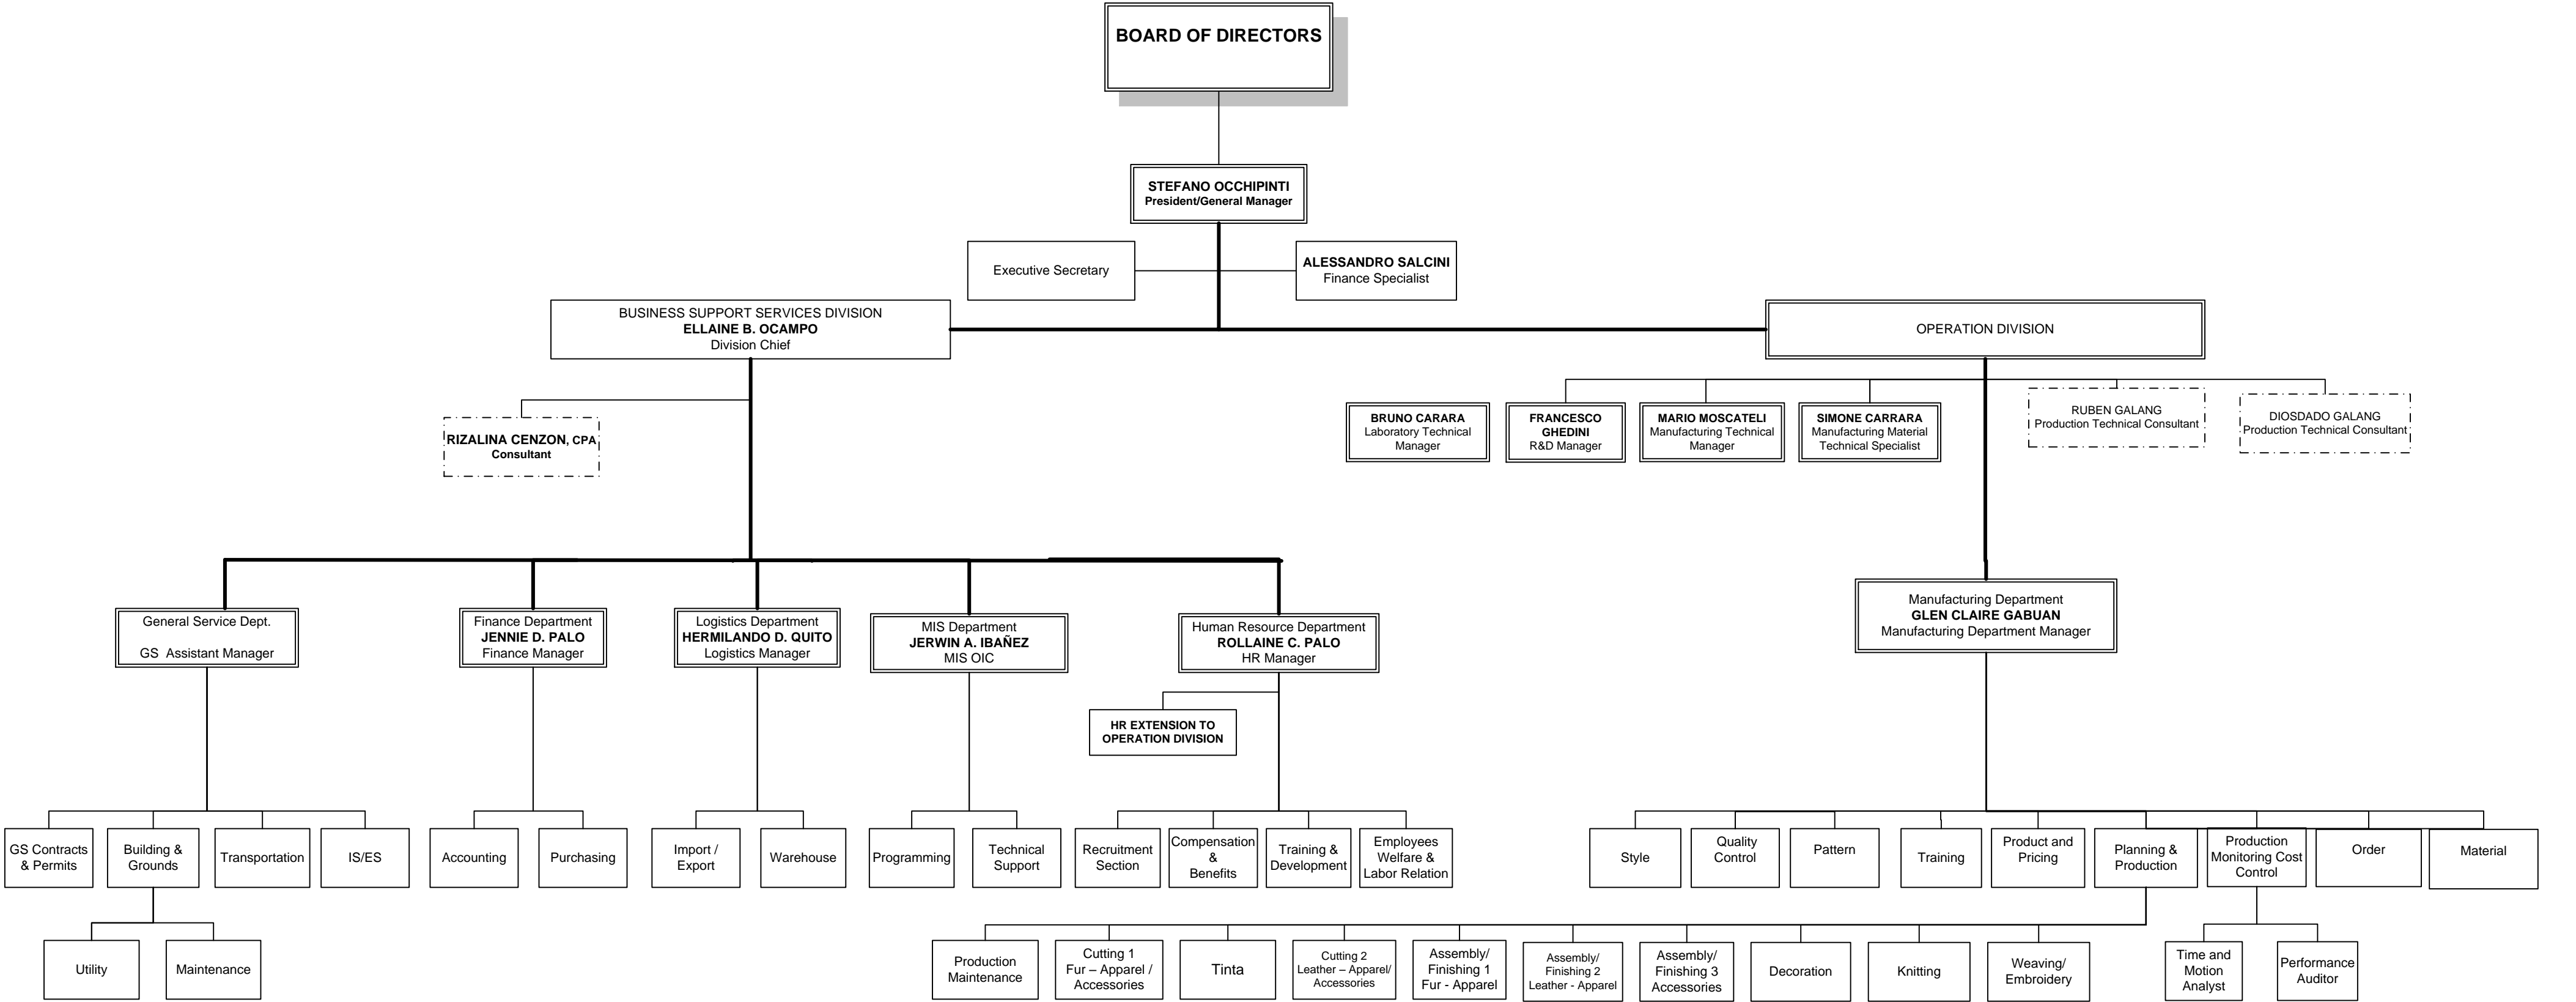 BOARD OF DIRECTORS
STEFANO OCCHIPINTI
President/General Manager
Executive Secretary
ALESSANDRO SALCINI
Finance Specialist
BUSINESS SUPPORT SERVICES DIVISION
ELLAINE B. OCAMPO
Division Chief
OPERATION DIVISION
RIZALINA CENZON, CPA
Consultant
BRUNO CARARA
Laboratory Technical
Manager
FRANCESCO
GHEDINI
R&D Manager
MARIO MOSCATELI
Manufacturing Technical
Manager
SIMONE CARRARA
Manufacturing Material
Technical Specialist
RUBEN GALANG
Production Technical Consultant
DIOSDADO GALANG
Production Technical Consultant
General Service Dept.
GS Assistant Manager
Finance Department
JENNIE D. PALO
Finance Manager
Logistics Department
HERMILANDO D. QUITO
Logistics Manager
MIS Department
JERWIN A. IBAÑEZ
MIS OIC
Human Resource Department
ROLLAINE C. PALO
HR Manager
Manufacturing Department
GLEN CLAIRE GABUAN
Manufacturing Department Manager
HR EXTENSION TO
OPERATION DIVISION
GS Contracts
& Permits
Building &
Grounds
Transportation
IS/ES
Accounting
Purchasing
Import /
Export
Warehouse
Programming
Technical
Support
Recruitment
Section
Compensation
&
Benefits
Training &
Development
Employees
Welfare &
Labor Relation
Style
Quality
Control
Pattern
Training
Product and
Pricing
Planning &
Production
Production
Monitoring Cost
Control
Order
Material
Utility
Maintenance
Production
Maintenance
Cutting 1
Fur – Apparel /
Accessories
Tinta
Cutting 2
Leather – Apparel/
Accessories
Assembly/
Finishing 1
Fur - Apparel
Assembly/
Finishing 2
Leather - Apparel
Assembly/
Finishing 3
Accessories
Decoration
Knitting
Weaving/
Embroidery
Time and
Motion
Analyst
Performance
Auditor